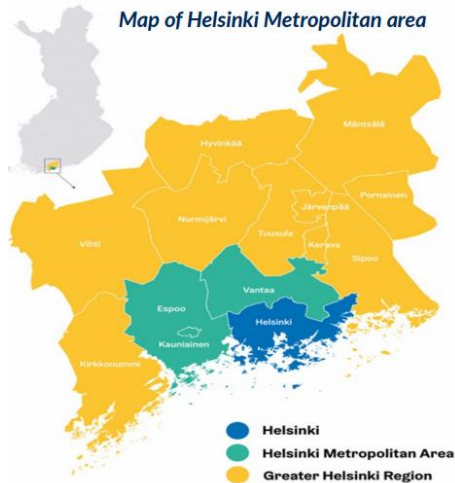 Map of Helsinki Metropolitan area
Mäntsälä
Hyvinkää
Pornainen
Järvenpää
Nurmijärvi
Tuusula
Kerava
Vihti
Sipoo
Vantaa
Espoo
Helsinki
Kauniainen
Kirkkonummi
Helsinki
Helsinki Metropolitan Area
Greater Helsinki Region